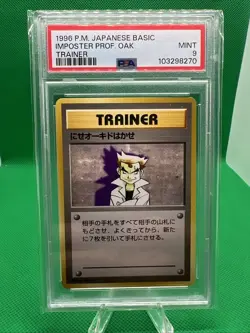 1996 P.M. JAPANESE BASIC
IMPOSTER PROF. OAK
TRAINER
MINT
9
PSA
103298270
TRAINER
にせオーキドはかせ
相手の手札をすべて相手の山札に
もどさせ、よくきってから、新た
に7枚を引いて手札にさせる。